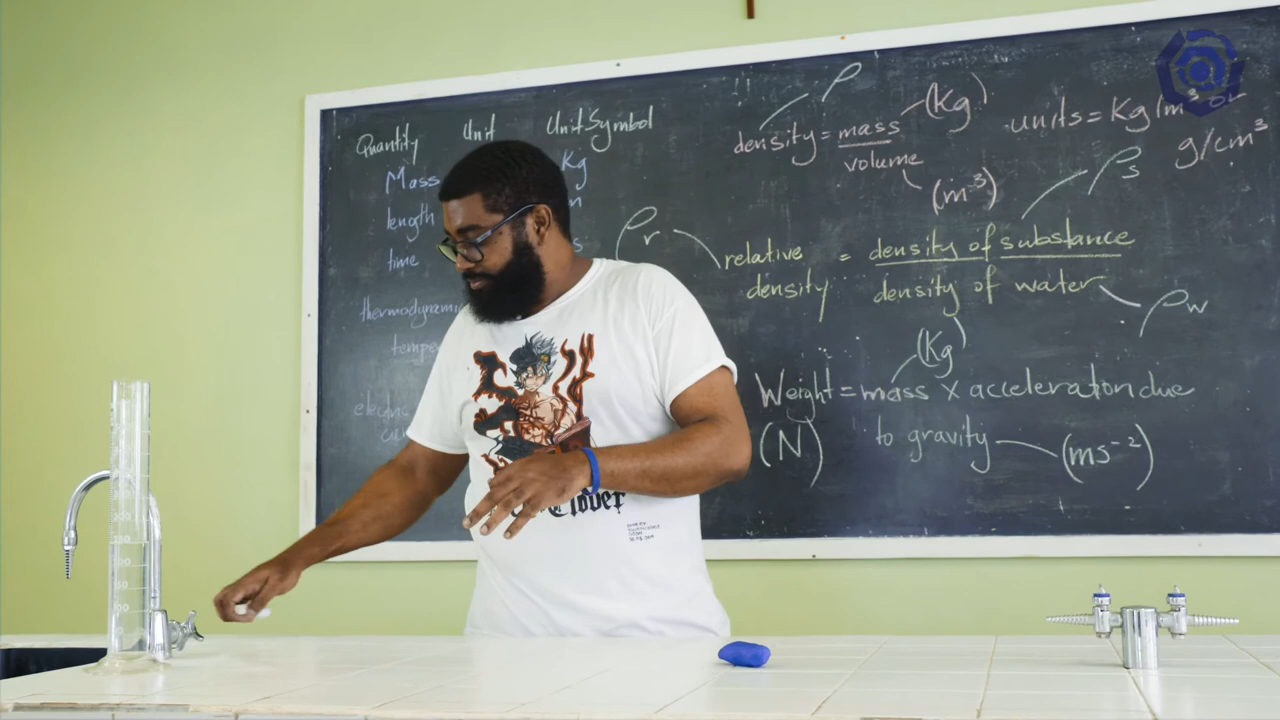 Quantity Unit Unit Symbol
Mass Kg
length m
time s
thermodynamic
electric
density = mass (Kg)
volume
(m³)
ρ
units = Kg/m³ or
g/cm³
ρr
relative = density of substance
density density of water
ρs
ρw
(Kg)
Weight = mass x acceleration due
(N) to gravity (ms⁻²)
Clover